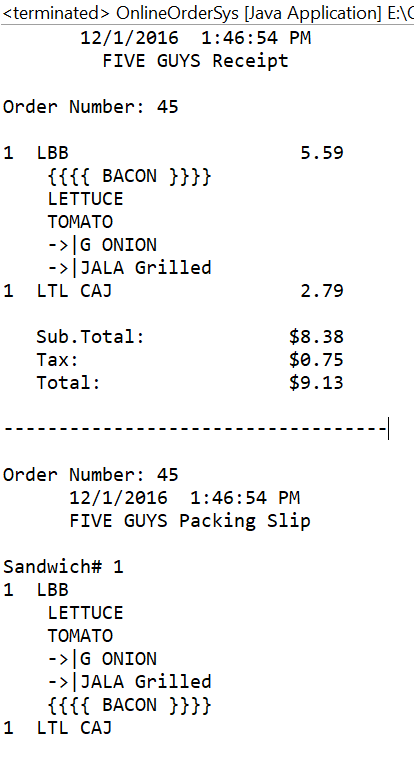 <terminated> OnlineOrderSys [Java Application] E:\
12/1/2016  1:46:54 PM
FIVE GUYS Receipt
Order Number: 45
1  LBB  5.59
{{{{ BACON }}}}
LETTUCE
TOMATO
->|G ONION
->|JALA Grilled
1  LTL CAJ  2.79
Sub.Total:  $8.38
Tax:  $0.75
Total:  $9.13
-----------------------------------
Order Number: 45
12/1/2016  1:46:54 PM
FIVE GUYS Packing Slip
Sandwich# 1
1  LBB
LETTUCE
TOMATO
->|G ONION
->|JALA Grilled
{{{{ BACON }}}}
1  LTL CAJ